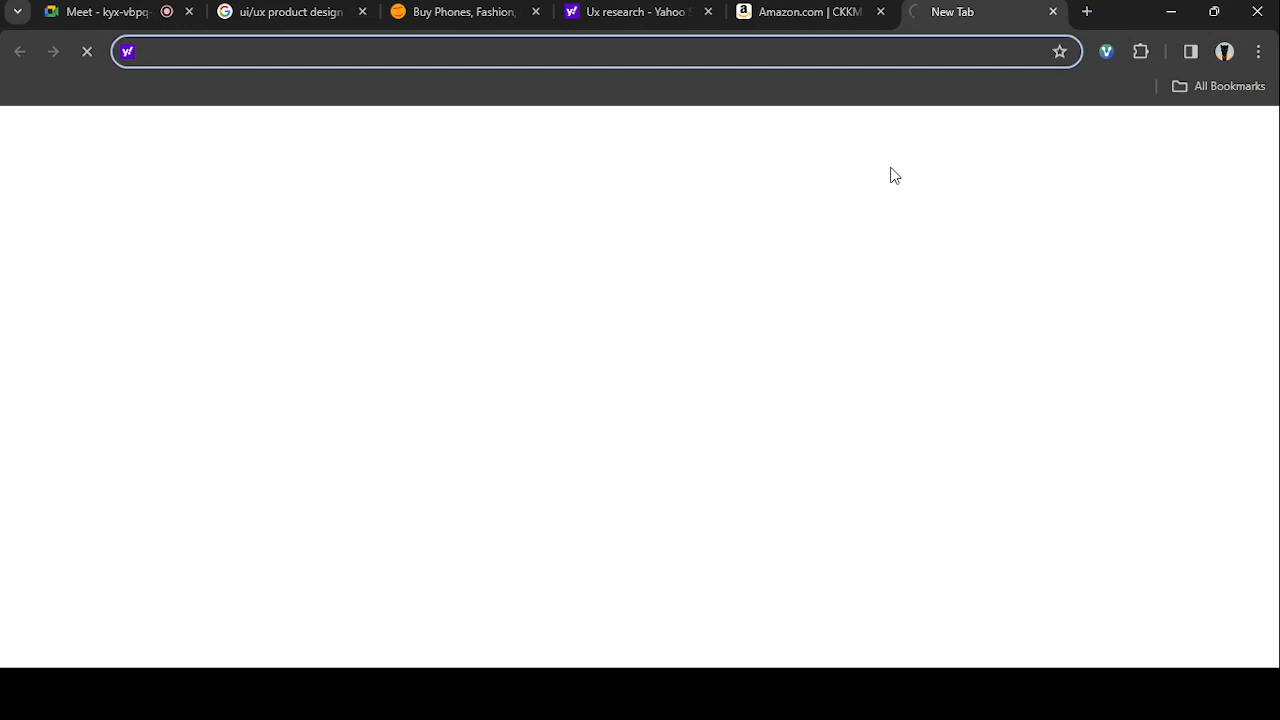 Meet - kyx-vbpq-
ui/ux product design
Buy Phones, Fashion,
Ux research - Yahoo S
Amazon.com | CKKM
New Tab
All Bookmarks